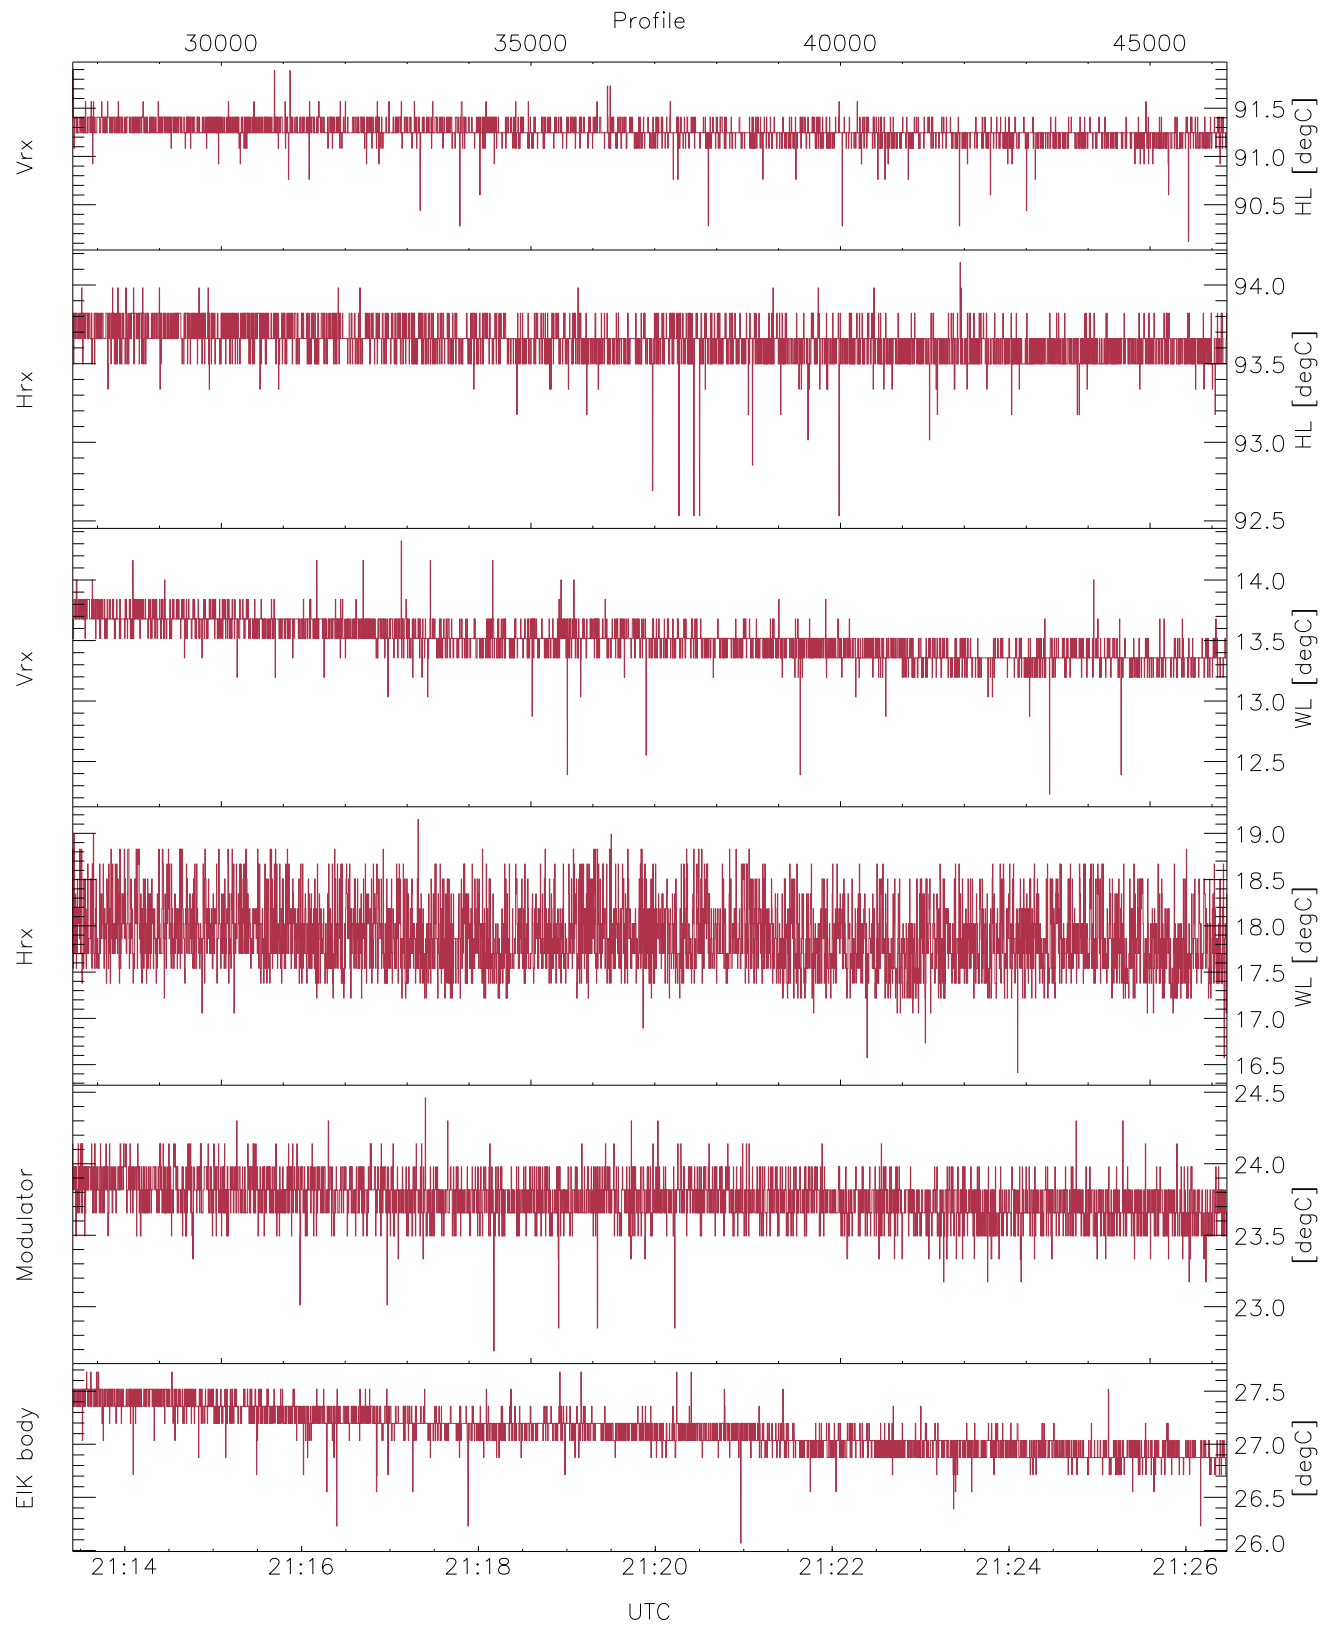 Profile
30000 35000 40000 45000
Vrx
91.5
91.0
90.5
HL [degC]
Hrx
94.0
93.5
93.0
92.5
HL [degC]
Vrx
14.0
13.5
13.0
12.5
WL [degC]
Hrx
19.0
18.5
18.0
17.5
17.0
16.5
WL [degC]
Modulator
24.5
24.0
23.5
23.0
[degC]
EIK body
27.5
27.0
26.5
26.0
[degC]
21:14 21:16 21:18 21:20 21:22 21:24 21:26
UTC